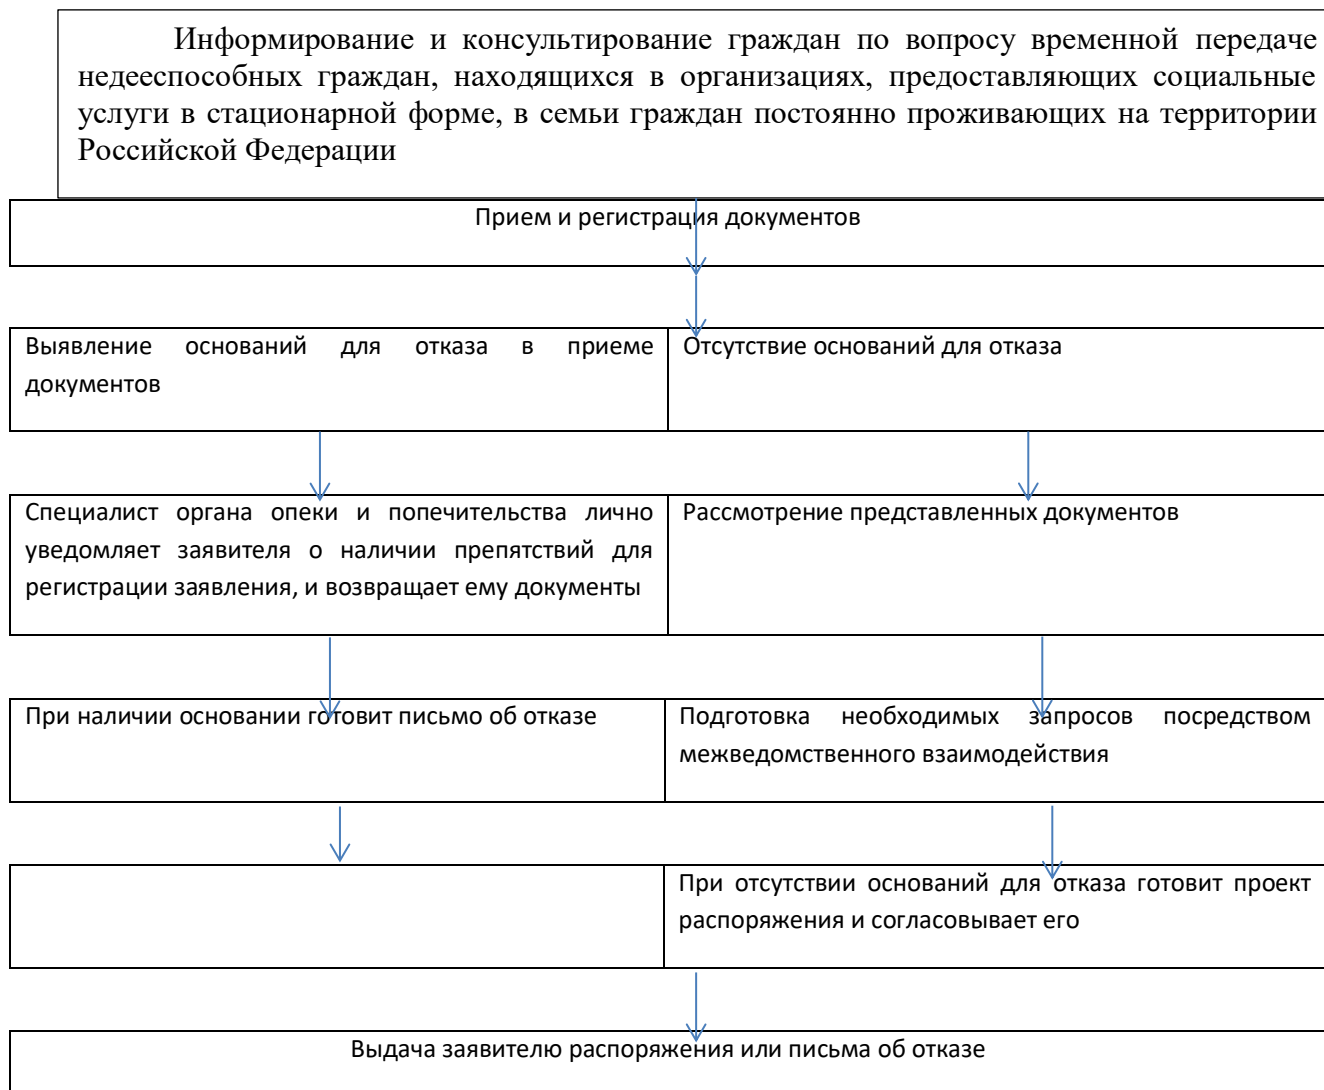 Информирование и консультирование граждан по вопросу временной передаче
недееспособных граждан, находящихся в организациях, предоставляющих социальные
услуги в стационарной форме, в семьи граждан постоянно проживающих на территории
Российской Федерации
Прием и регистрация документов
Выявление оснований для отказа в приеме
документов
Отсутствие оснований для отказа
Специалист органа опеки и попечительства лично
уведомляет заявителя о наличии препятствий для
регистрации заявления, и возвращает ему документы
Рассмотрение представленных документов
При наличии основании готовит письмо об отказе
Подготовка необходимых запросов посредством
межведомственного взаимодействия
При отсутствии оснований для отказа готовит проект
распоряжения и согласовывает его
Выдача заявителю распоряжения или письма об отказе